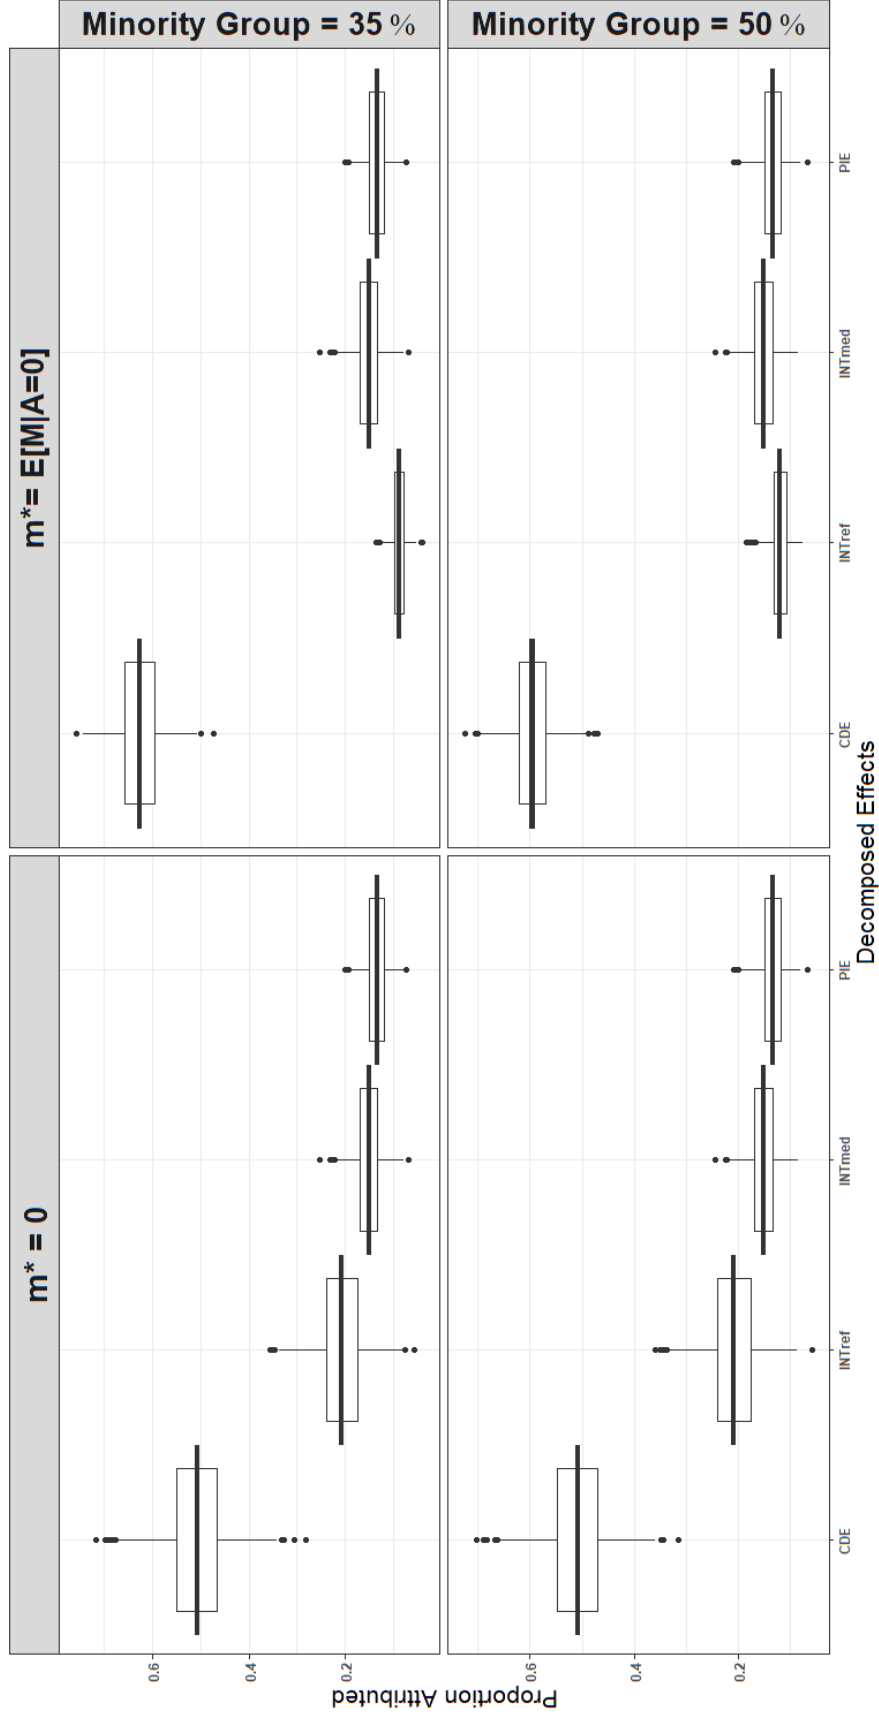 m* = 0
m*= E[M|A=0]
Minority Group = 35 %
Minority Group = 50 %
Proportion Attributed
0.6
0.4
0.2
0.6
0.4
0.2
CDE
INTref
INTmed
PIE
CDE
INTref
INTmed
PIE
Decomposed Effects